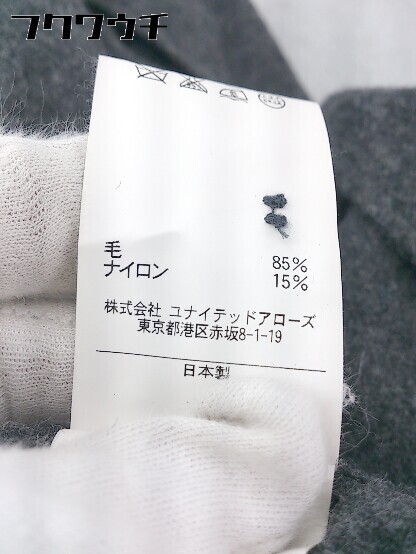 フクウウチ
毛 85%
ナイロン 15%
株式会社 ユナイテッドアローズ
東京都港区赤坂8-1-19
日本製